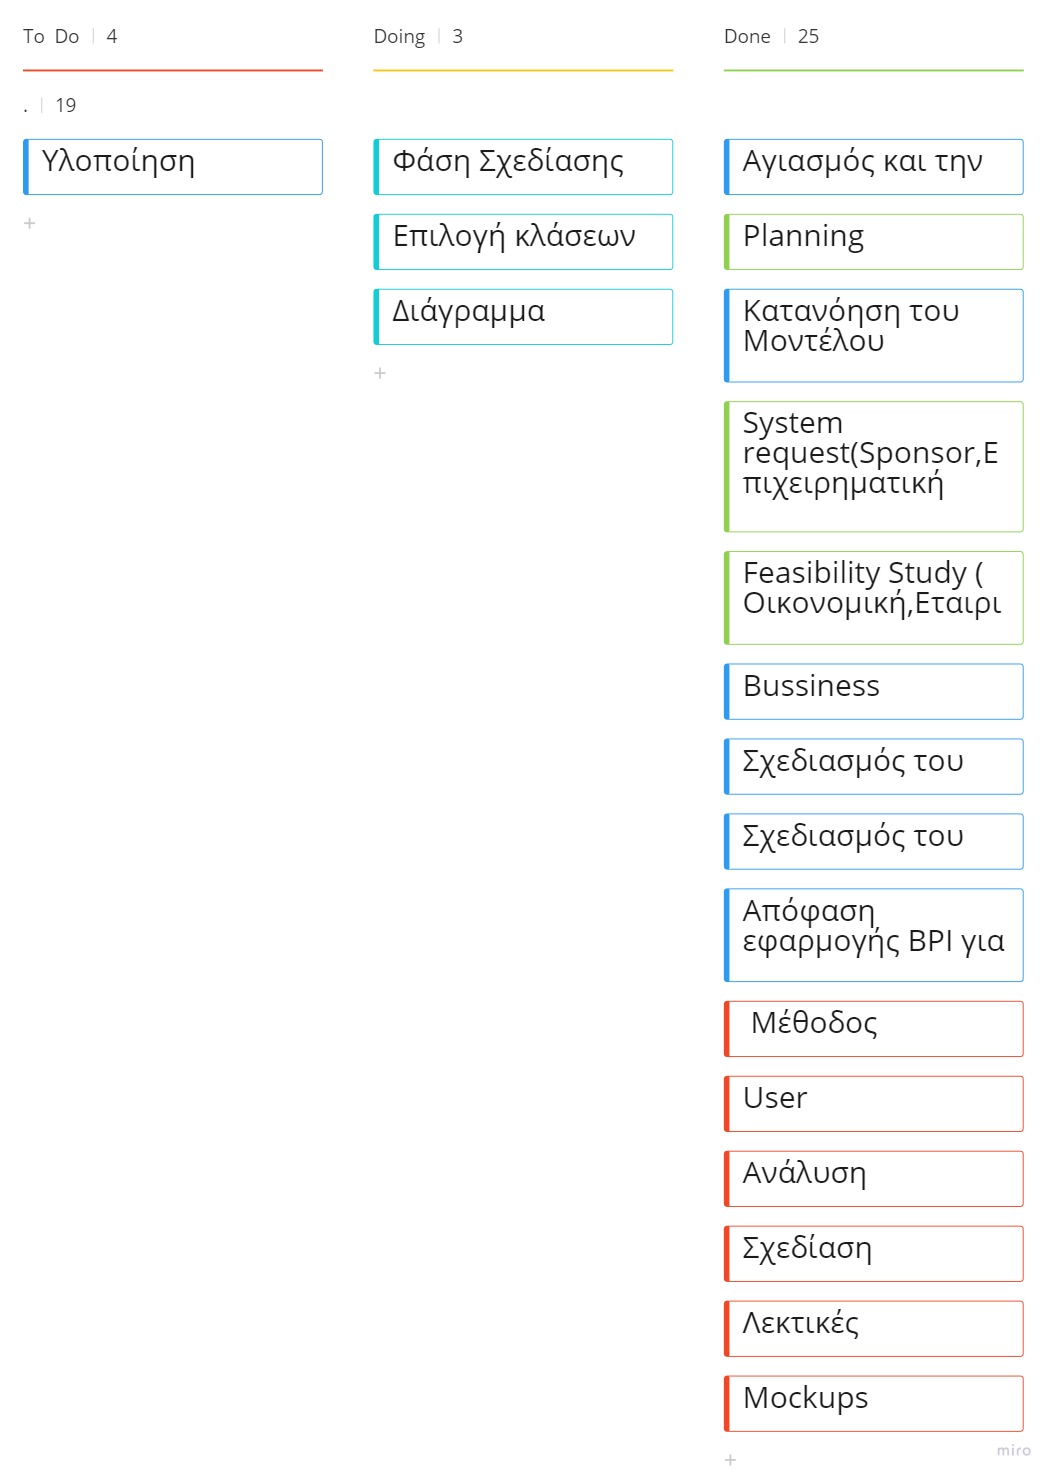 To Do | 4
Doing | 3
Done | 25
. | 19
Υλοποίηση
+
Φάση Σχεδίασης
Επιλογή κλάσεων
Διάγραμμα
+
Αγιασμός και την
Planning
Κατανόηση του
Μοντέλου
System
request(Sponsor,Ε
πιχειρηματική
Feasibility Study (
Οικονομική,Εταιρι
Bussiness
Σχεδιασμός του
Σχεδιασμός του
Απόφαση
εφαρμογής BPI για
Μέθοδος
User
Ανάλυση
Σχεδίαση
Λεκτικές
Mockups
+
miro